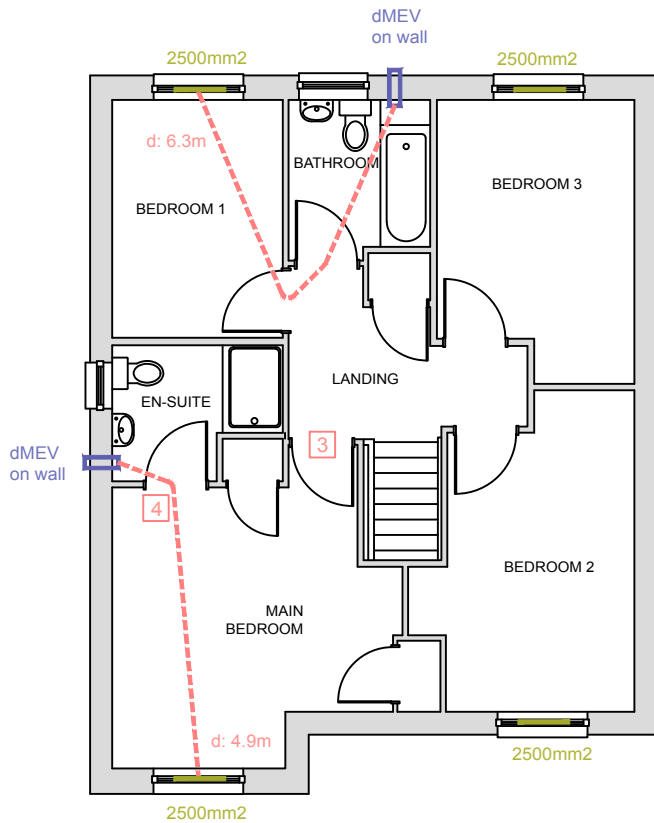 dMEV
on wall
2500mm2
2500mm2
d: 6.3m
BATHROOM
BEDROOM 3
BEDROOM 1
LANDING
EN-SUITE
3
dMEV
on wall
4
BEDROOM 2
MAIN
BEDROOM
d: 4.9m
2500mm2
2500mm2